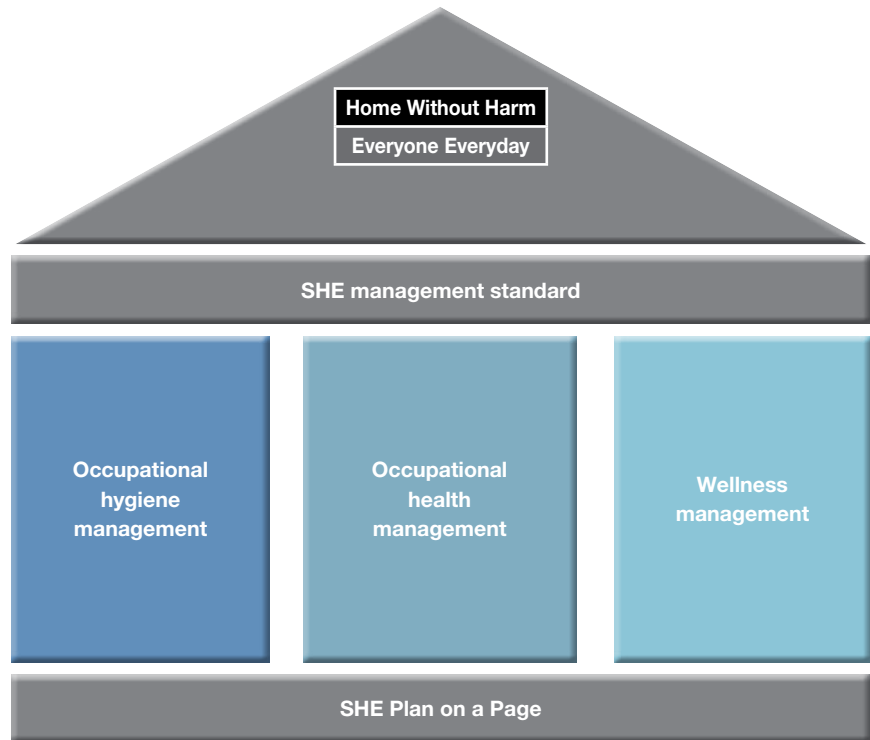 Home Without Harm
Everyone Everyday
SHE management standard
Occupational
hygiene
management
Occupational
health
management
Wellness
management
SHE Plan on a Page